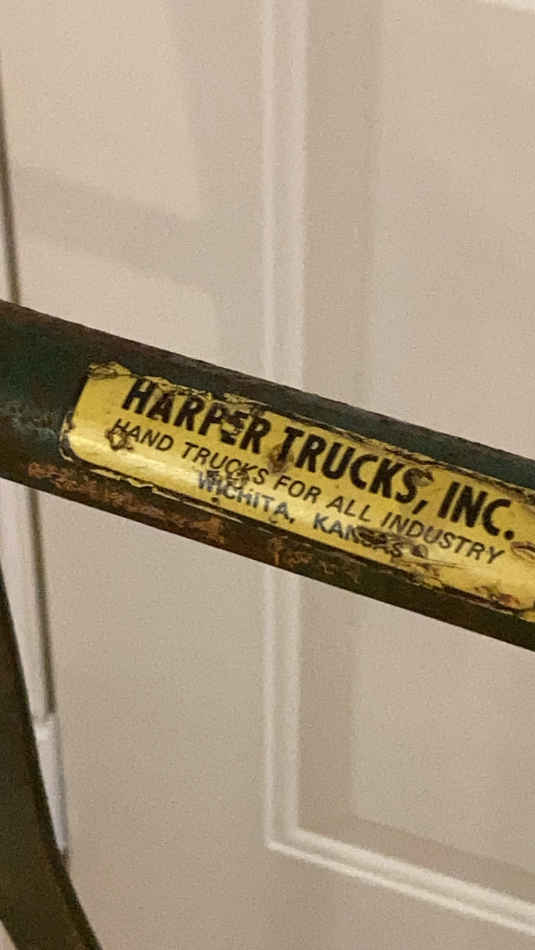 HARPER TRUCKS, INC.
HAND TRUCKS FOR ALL INDUSTRY
WICHITA, KANSAS